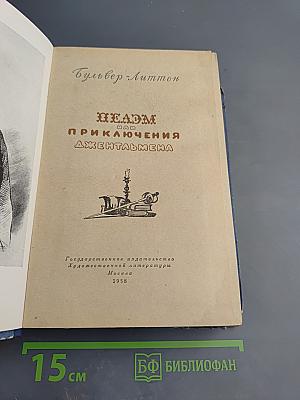 Бульвер-Литтон
ПЕЛЭМ
ИЛИ
ПРИКЛЮЧЕНИЯ
ДЖЕНТЛЬМЕНА
Государственное издательство
Художественной литературы
Москва
1958
15 см
БФ БИБЛИОФАН